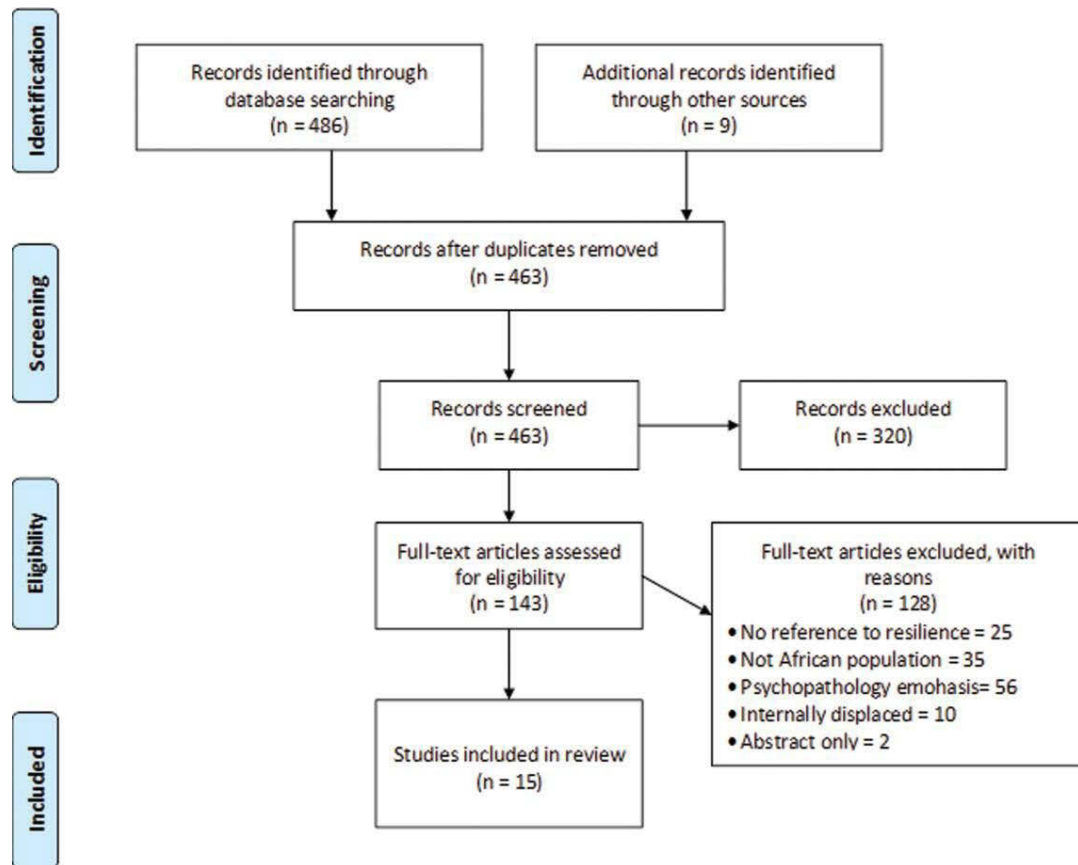 Identification
Records identified through
database searching
(n = 486)
Additional records identified
through other sources
(n = 9)
Screening
Records after duplicates removed
(n = 463)
Records screened
(n = 463)
Records excluded
(n = 320)
Eligibility
Full-text articles assessed
for eligibility
(n = 143)
Full-text articles excluded, with
reasons
(n = 128)
• No reference to resilience = 25
• Not African population = 35
• Psychopathology emohasis= 56
• Internally displaced = 10
• Abstract only = 2
Included
Studies included in review
(n = 15)